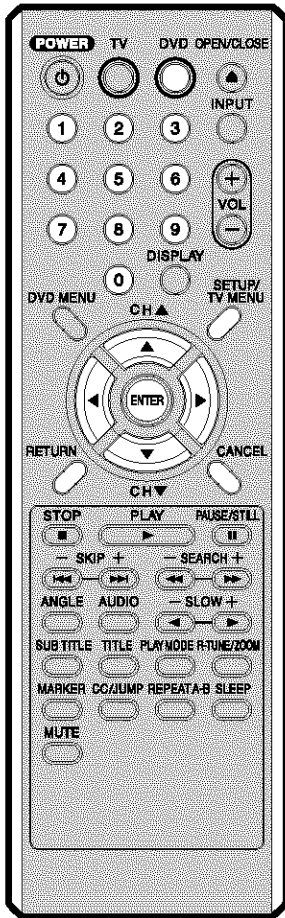 POWER TV DVD OPEN/CLOSE
INPUT
1 2 3
4 5 6 +
VOL
7 8 9 −
DISPLAY
0
DVD MENU SETUP/
TV MENU
CH▲
▲
◀ ENTER ▶
▼
RETURN CANCEL
CH▼
STOP PLAY PAUSE/STILL
− SKIP + − SEARCH +
ANGLE AUDIO − SLOW +
SUB TITLE TITLE PLAY MODE R-TUNE/ZOOM
MARKER CC/JUMP REPEAT A-B SLEEP
MUTE